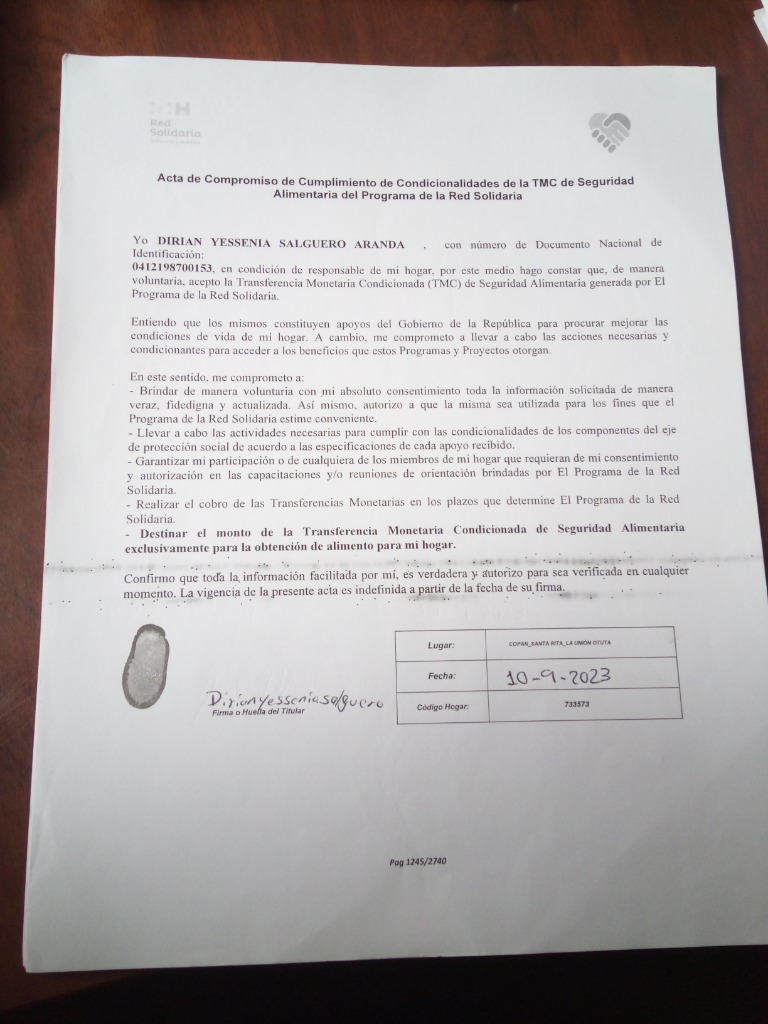 Red
Solidaria
Acta de Compromiso de Cumplimiento de Condicionalidades de la TMC de Seguridad
Alimentaria del Programa de la Red Solidaria
Yo DIRIAN YESSENIA SALGUERO ARANDA , con número de Documento Nacional de
Identificación:
0412198700153, en condición de responsable de mi hogar, por este medio hago constar que, de manera
voluntaria, acepto la Transferencia Monetaria Condicionada (TMC) de Seguridad Alimentaria generada por El
Programa de la Red Solidaria.
Entiendo que los mismos constituyen apoyos del Gobierno de la República para procurar mejorar las
condiciones de vida de mi hogar. A cambio, me comprometo a llevar a cabo las acciones necesarias y
condicionantes para acceder a los beneficios que estos Programas y Proyectos otorgan.
En este sentido, me comprometo a:
- Brindar de manera voluntaria con mi absoluto consentimiento toda la información solicitada de manera
veraz, fidedigna y actualizada. Así mismo, autorizo a que la misma sea utilizada para los fines que el
Programa de la Red Solidaria estime conveniente.
- Llevar a cabo las actividades necesarias para cumplir con las condicionalidades de los componentes del eje
de protección social de acuerdo a las especificaciones de cada apoyo recibido.
- Garantizar mi participación o de cualquiera de los miembros de mi hogar que requieran de mi consentimiento
y autorización en las capacitaciones y/o reuniones de orientación brindadas por El Programa de la Red
Solidaria.
- Realizar el cobro de las Transferencias Monetarias en los plazos que determine El Programa de la Red
Solidaria.
- Destinar el monto de la Transferencia Monetaria Condicionada de Seguridad Alimentaria
exclusivamente para la obtención de alimento para mi hogar.
Confirmo que toda la información facilitada por mí, es verdadera y autorizo para sea verificada en cualquier
momento. La vigencia de la presente acta es indefinida a partir de la fecha de su firma.
Lugar: COPAN_SANTA RITA_LA UNIÓN OTUTA
Fecha: 10-9-2023
Código Hogar: 733573
Dirian yessenia salguero
Firma o Huella del Titular
Pag 1245/2740